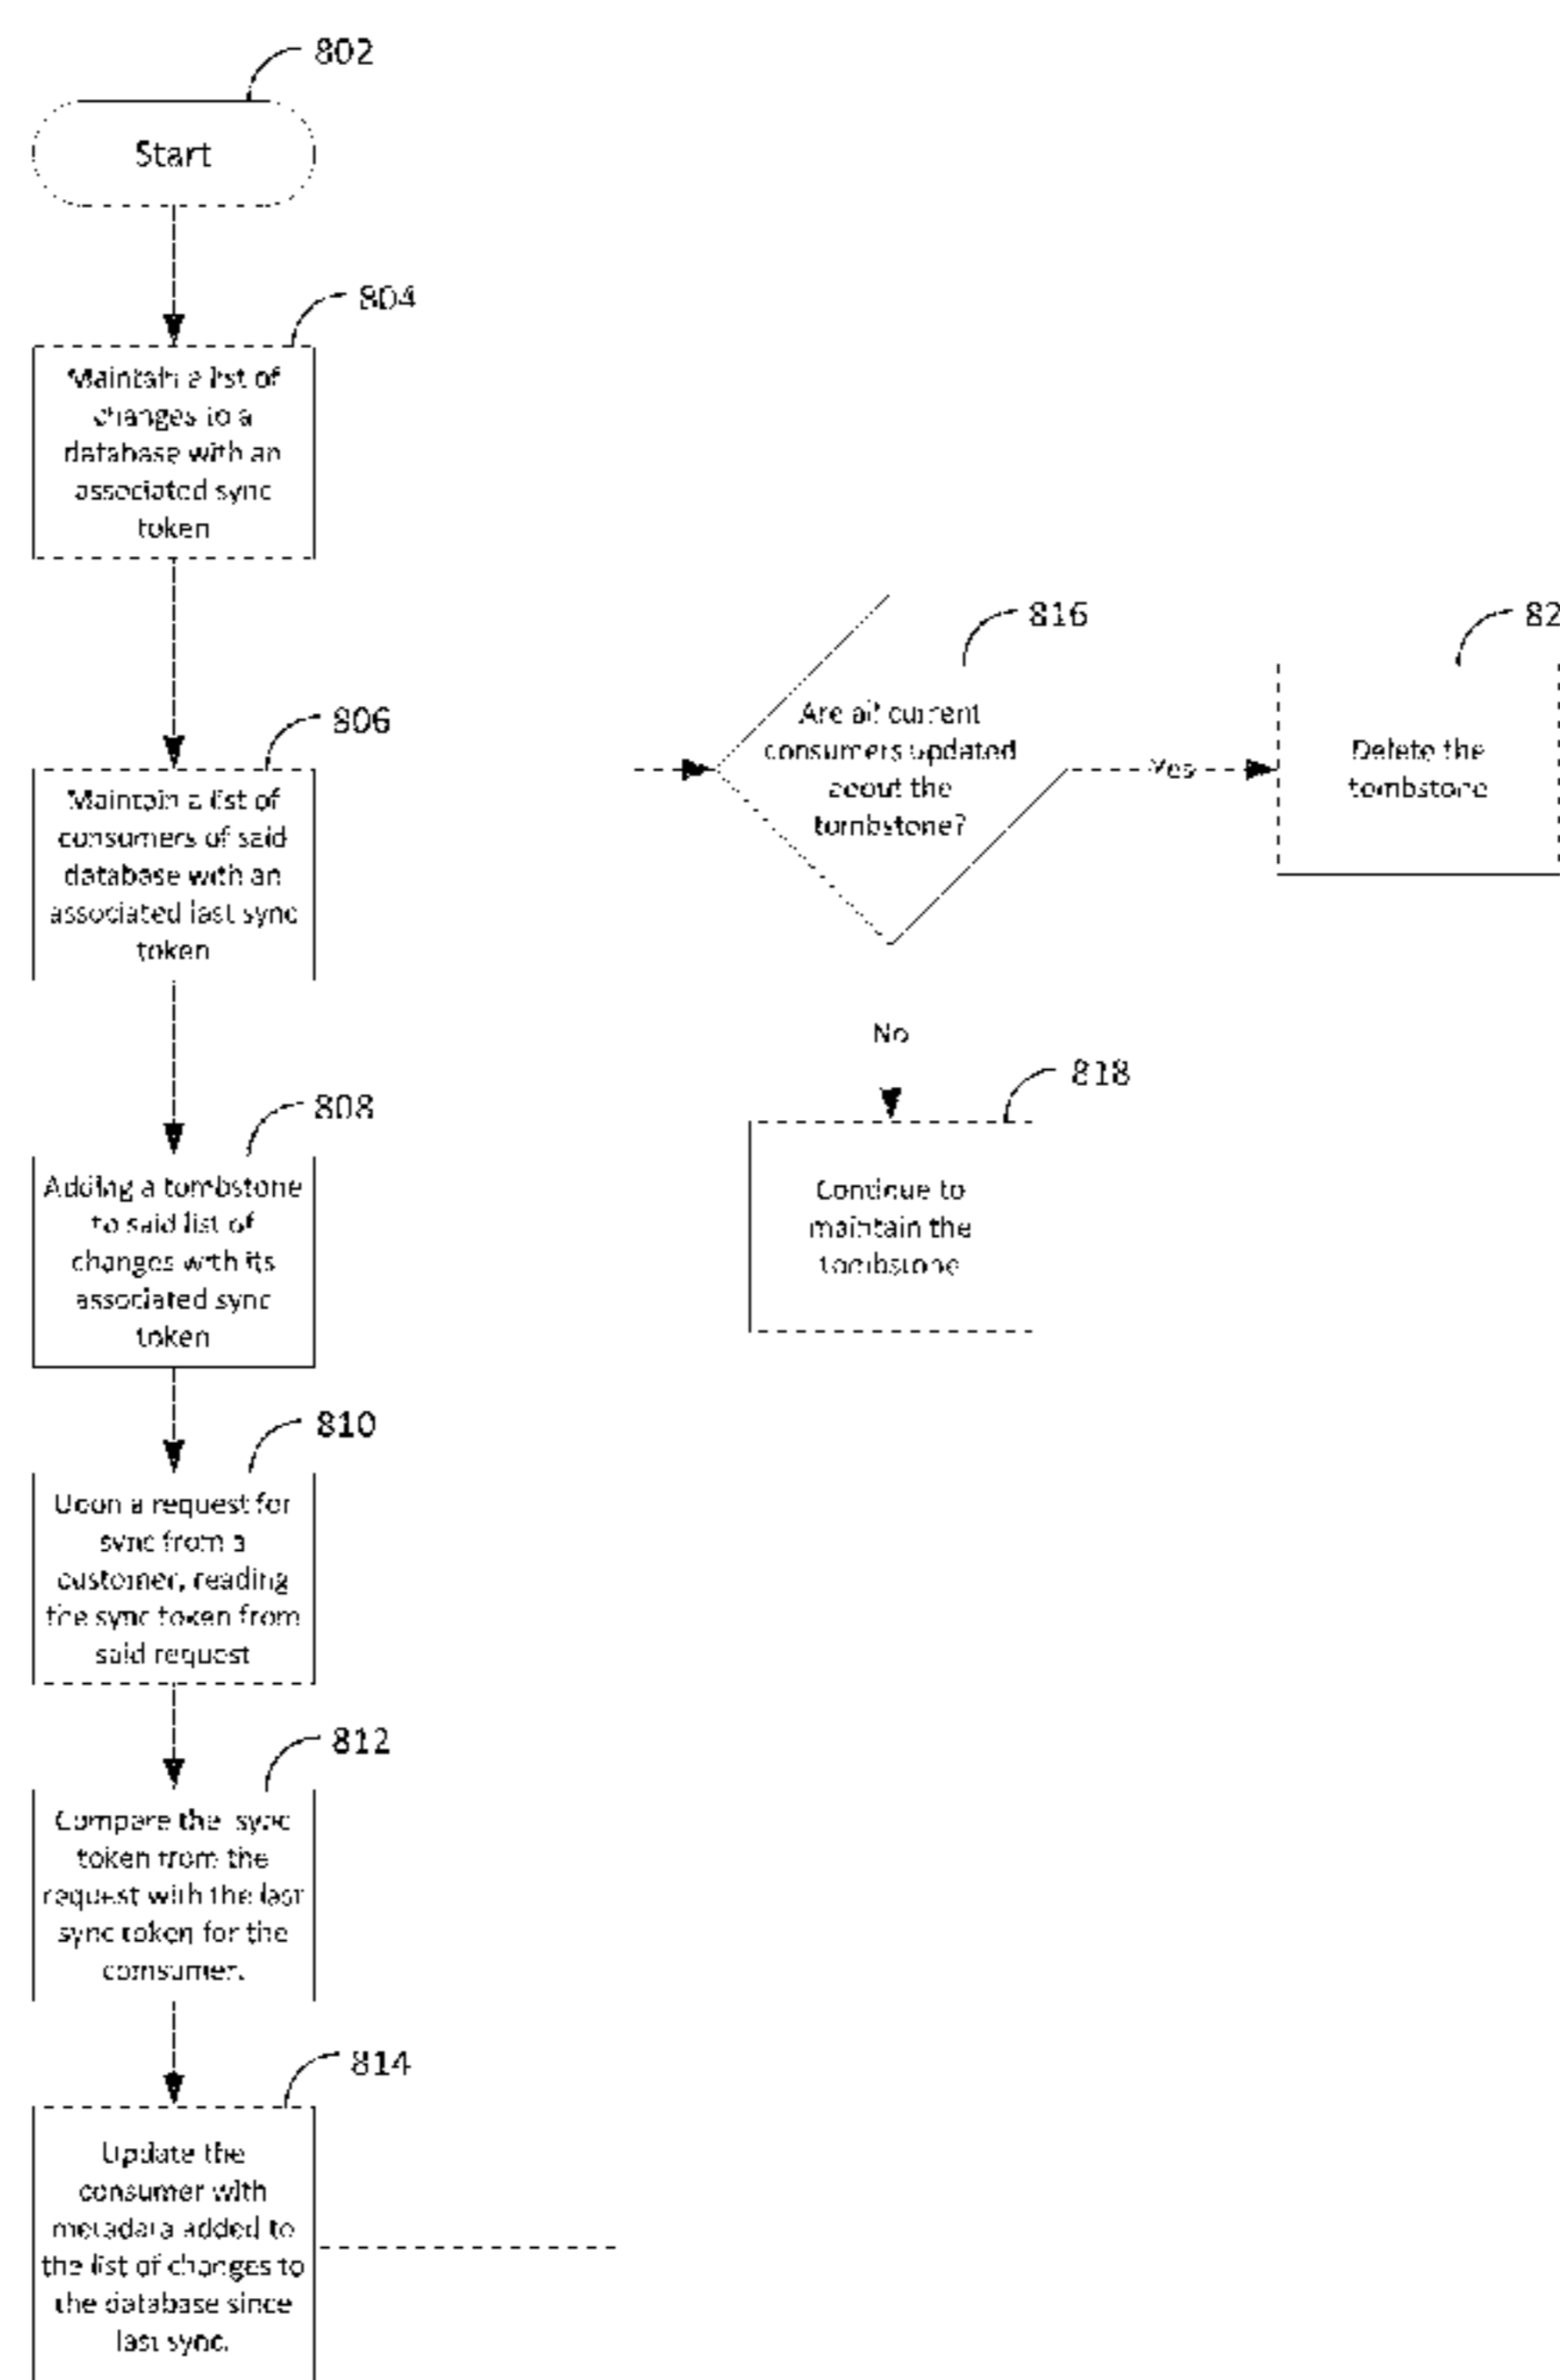 802
Start
804
Maintain a list of
changes to a
database with an
associated sync
token
806
Maintain a list of
consumers of said
database with an
associated last sync
token
808
Adding a tombstone
to said list of
changes with its
associated sync
token
810
Upon a request for
sync from a
customer, reading
the sync token from
said request
812
Compare the sync
token from the
request with the last
sync token for the
comsumer.
814
Update the
consumer with
metadata added to
the list of changes to
the database since
last sync.
816
Are all current
consumers updated
about the
tombstone?
Yes
82
Delete the
tombstone
No
818
Continue to
maintain the
tombstone